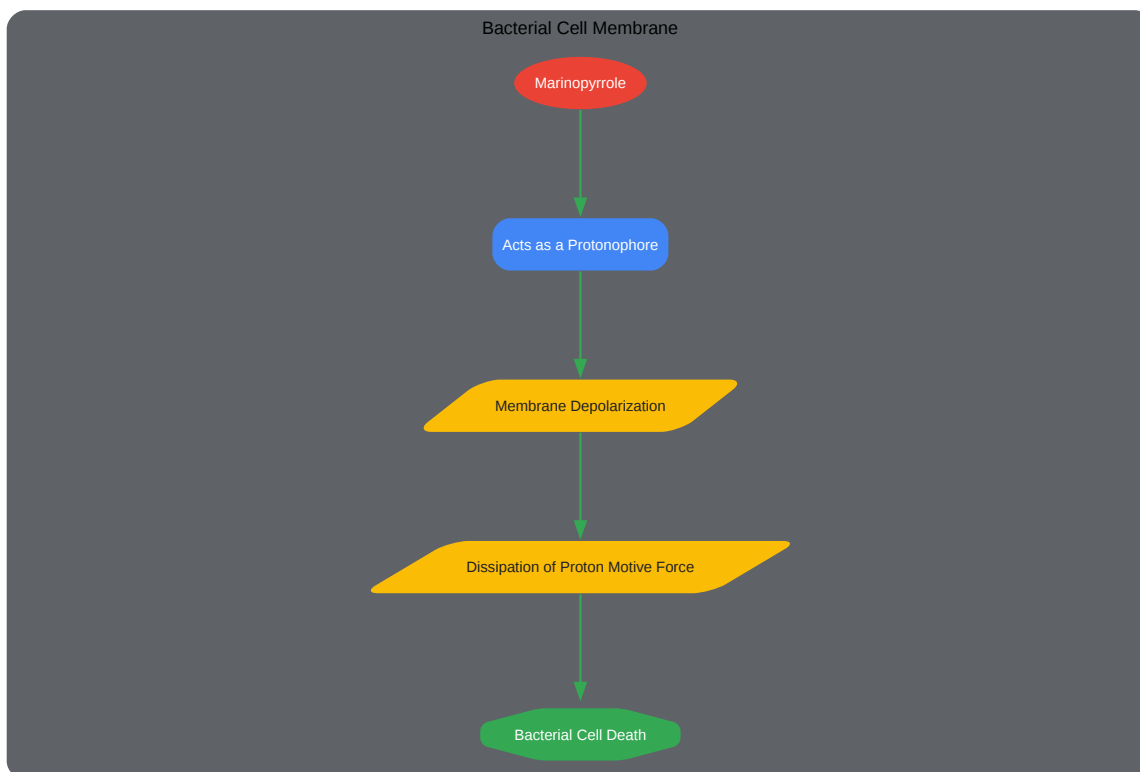 Bacterial Cell Membrane
Marinopyrrole
Acts as a Protonophore
Membrane Depolarization
Dissipation of Proton Motive Force
Bacterial Cell Death